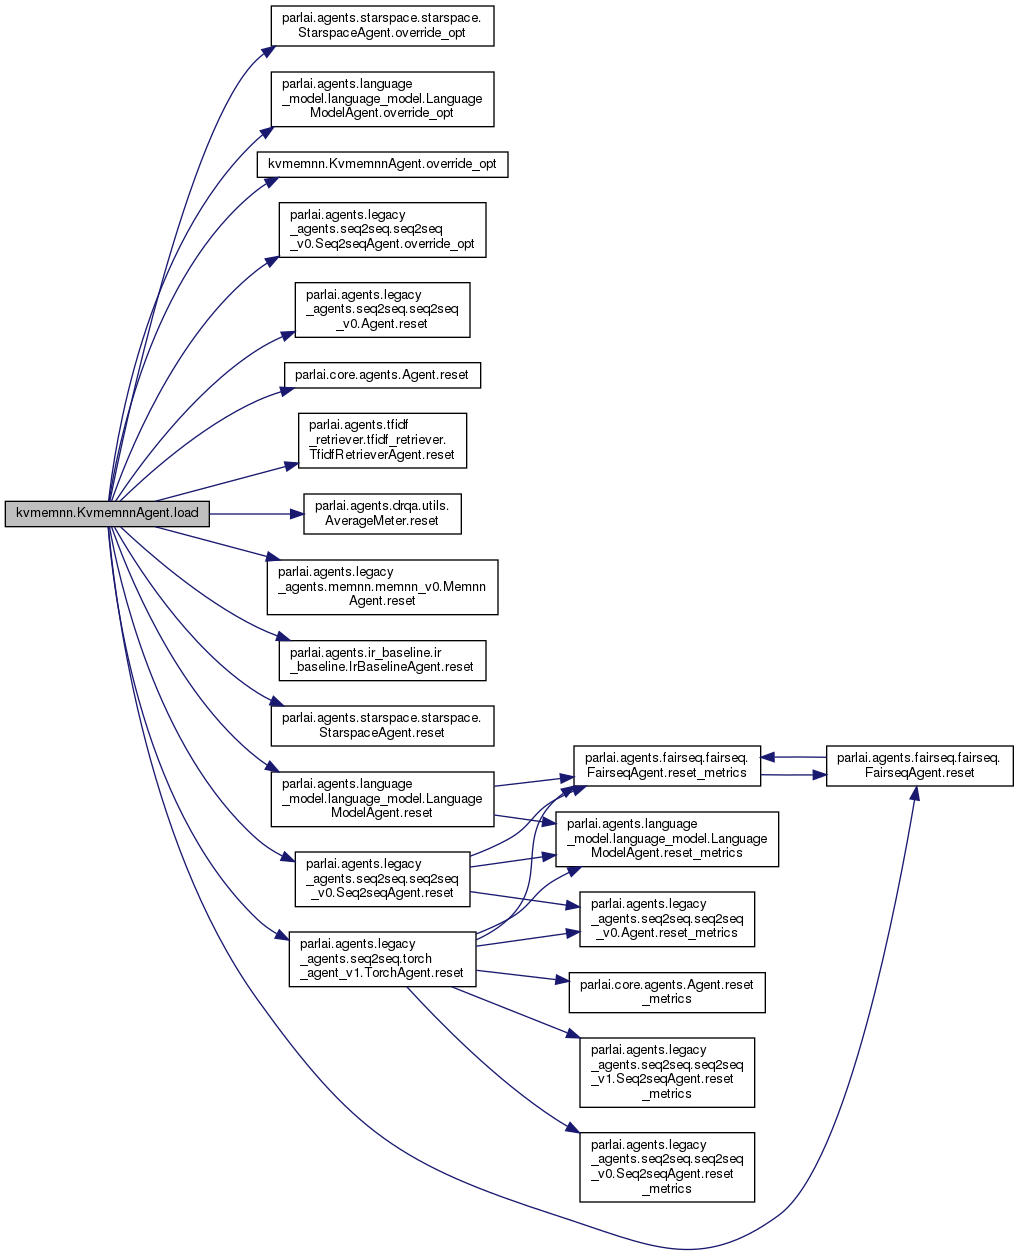 parlai.agents.starspace.starspace.
StarspaceAgent.override_opt
parlai.agents.language
_model.language_model.Language
ModelAgent.override_opt
kvmemnn.KvmemnnAgent.override_opt
parlai.agents.legacy
_agents.seq2seq.seq2seq
_v0.Seq2seqAgent.override_opt
parlai.agents.legacy
_agents.seq2seq.seq2seq
_v0.Agent.reset
parlai.core.agents.Agent.reset
parlai.agents.tfidf
_retriever.tfidf_retriever.
TfidfRetrieverAgent.reset
kvmemnn.KvmemnnAgent.load
parlai.agents.drqa.utils.
AverageMeter.reset
parlai.agents.legacy
_agents.memnn.memnn_v0.Memnn
Agent.reset
parlai.agents.ir_baseline.ir
_baseline.IrBaselineAgent.reset
parlai.agents.starspace.starspace.
StarspaceAgent.reset
parlai.agents.language
_model.language_model.Language
ModelAgent.reset
parlai.agents.fairseq.fairseq.
FairseqAgent.reset_metrics
parlai.agents.fairseq.fairseq.
FairseqAgent.reset
parlai.agents.language
_model.language_model.Language
ModelAgent.reset_metrics
parlai.agents.legacy
_agents.seq2seq.seq2seq
_v0.Seq2seqAgent.reset
parlai.agents.legacy
_agents.seq2seq.seq2seq
_v0.Agent.reset_metrics
parlai.agents.legacy
_agents.seq2seq.torch
_agent_v1.TorchAgent.reset
parlai.core.agents.Agent.reset
_metrics
parlai.agents.legacy
_agents.seq2seq.seq2seq
_v1.Seq2seqAgent.reset
_metrics
parlai.agents.legacy
_agents.seq2seq.seq2seq
_v0.Seq2seqAgent.reset
_metrics